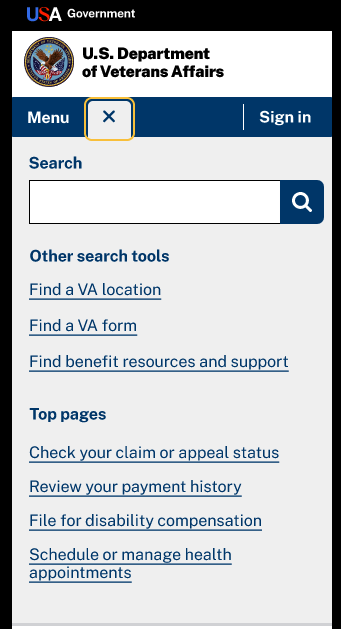 USA Government
U.S. Department
of Veterans Affairs
Menu
Sign in
Search
Other search tools
Find a VA location
Find a VA form
Find benefit resources and support
Top pages
Check your claim or appeal status
Review your payment history
File for disability compensation
Schedule or manage health
appointments